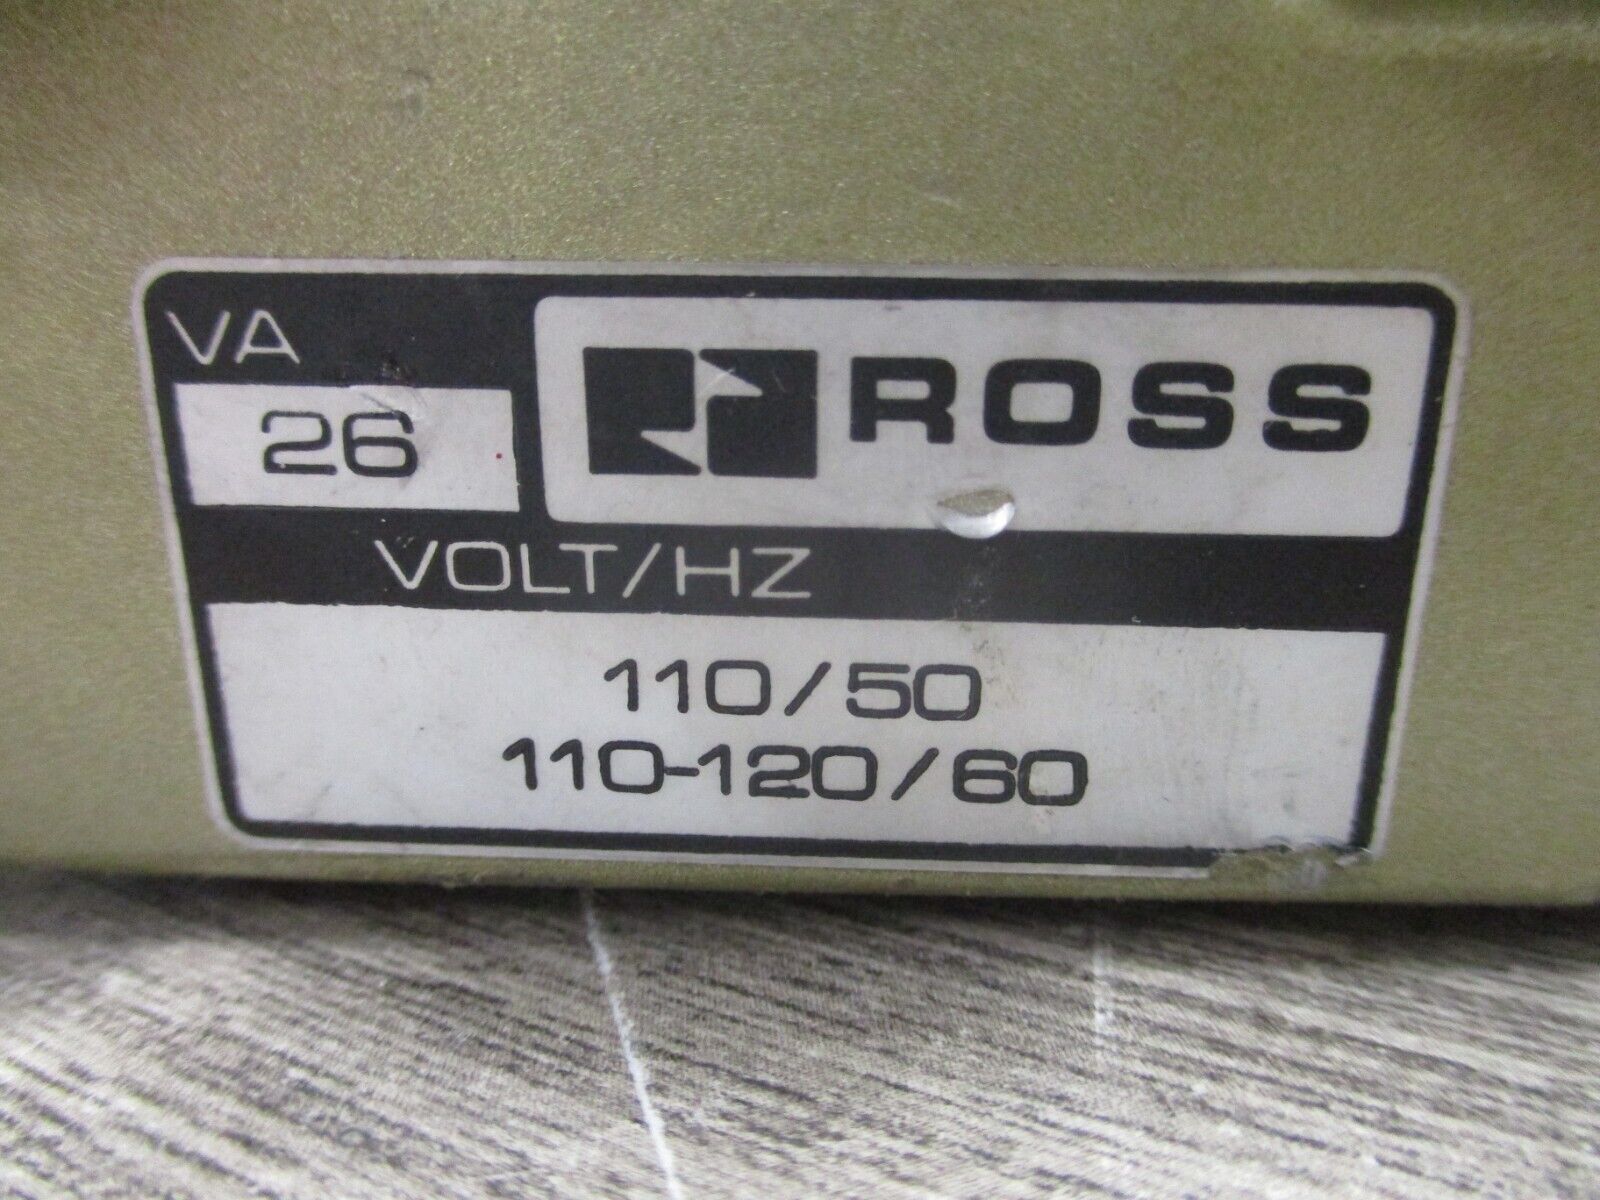 VA
26
ROSS
VOLT/HZ
110/50
110-120/60